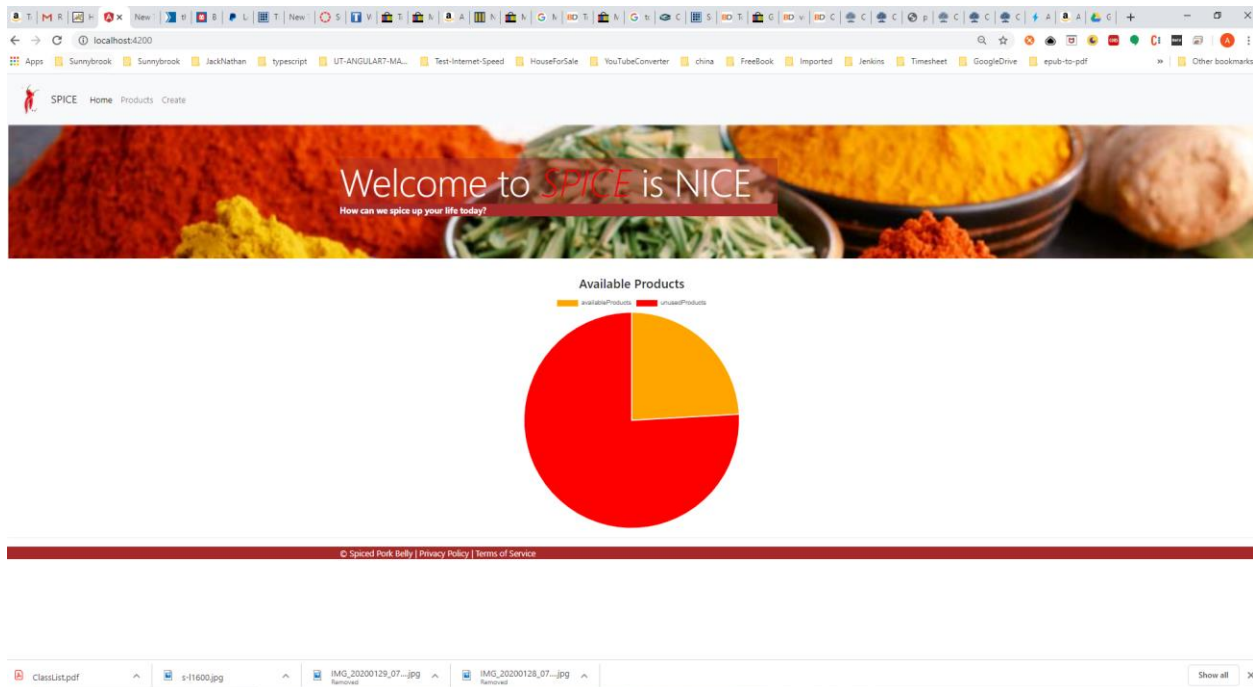 New
New
localhost:4200
Apps Sunnybrook Sunnybrook JackNathan typescript UT-ANGULAR7-MA... Test-Internet-Speed HouseForSale YouTubeConverter china FreeBook Imported Jenkins Timesheet GoogleDrive epub-to-pdf » Other bookmarks
SPICE Home Products Create
Welcome to SPICE is NICE
How can we spice up your life today?
Available Products
availableProducts unusedProducts
© Spiced Pork Belly | Privacy Policy | Terms of Service
ClassList.pdf s-l1600.jpg IMG_20200129_07....jpg IMG_20200128_07....jpg Show all
Removed Removed